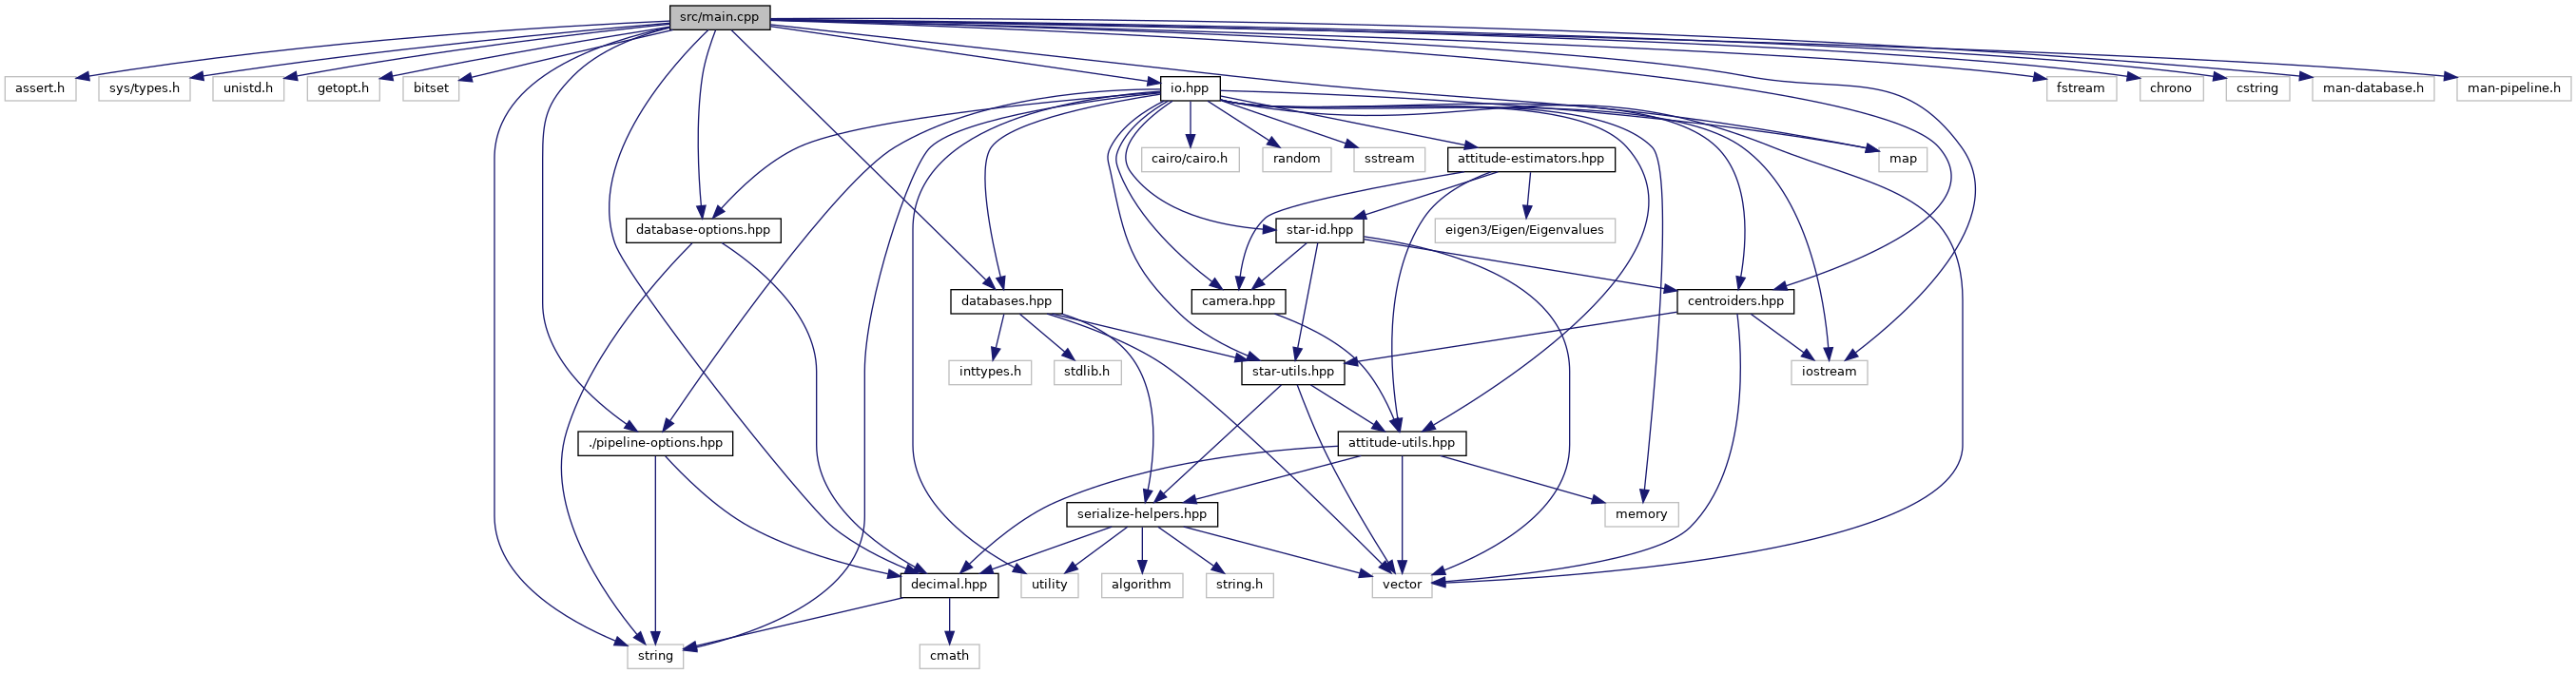 src/main.cpp
assert.h
sys/types.h
unistd.h
getopt.h
bitset
io.hpp
fstream
chrono
cstring
man-database.h
man-pipeline.h
cairo/cairo.h
random
sstream
attitude-estimators.hpp
map
database-options.hpp
star-id.hpp
eigen3/Eigen/Eigenvalues
databases.hpp
camera.hpp
centroiders.hpp
inttypes.h
stdlib.h
star-utils.hpp
iostream
./pipeline-options.hpp
attitude-utils.hpp
serialize-helpers.hpp
memory
decimal.hpp
utility
algorithm
string.h
vector
string
cmath